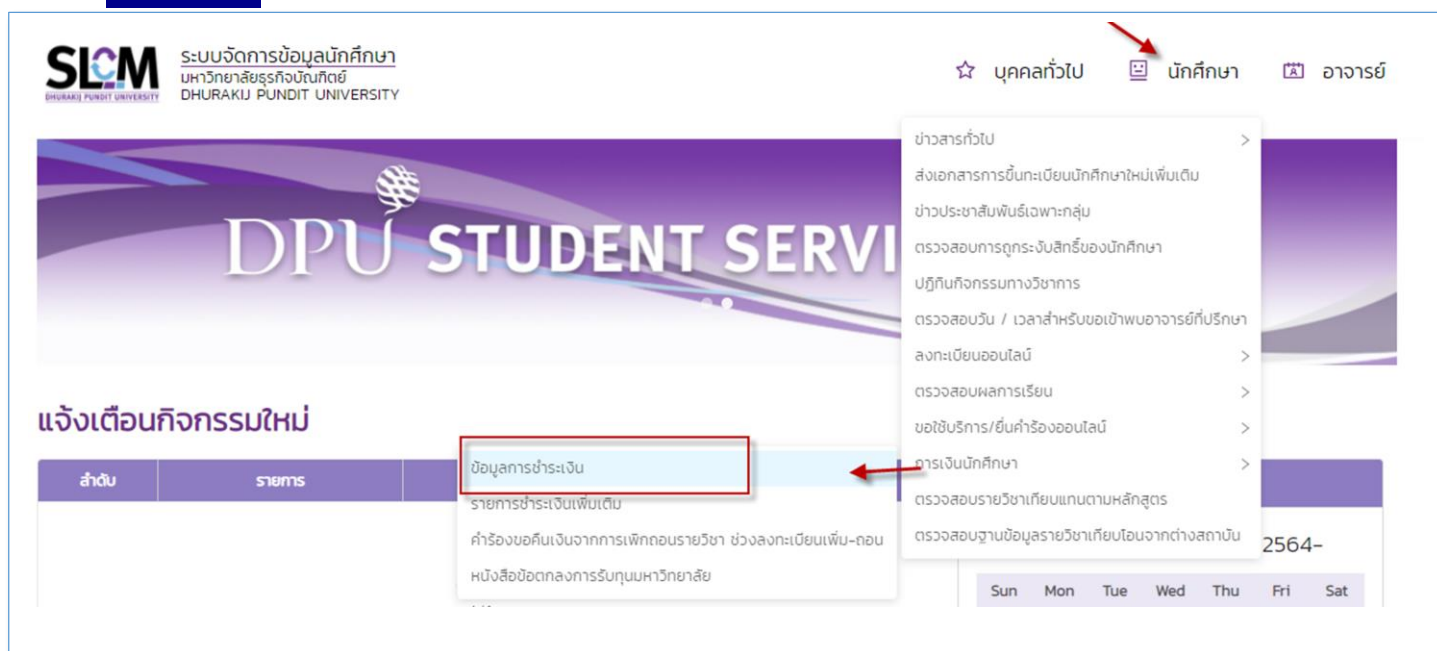 SLCM
DHURAKIJ PUNDIT UNIVERSITY
ระบบจัดการข้อมูลนักศึกษา
มหาวิทยาลัยธุรกิจบัณฑิตย์
DHURAKIJ PUNDIT UNIVERSITY
บุคคลทั่วไป
นักศึกษา
อาจารย์
DPU STUDENT SERVI
ข่าวสารทั่วไป >
ส่งเอกสารการขึ้นทะเบียนนักศึกษาใหม่เพิ่มเติม
ข่าวประชาสัมพันธ์เฉพาะกลุ่ม
ตรวจสอบการถูกระงับสิทธิ์ของนักศึกษา
ปฏิทินกิจกรรมทางวิชาการ
ตรวจสอบวัน / เวลาสำหรับขอเข้าพบอาจารย์ที่ปรึกษา
ลงทะเบียนออนไลน์ >
ตรวจสอบผลการเรียน >
ขอใช้บริการ/ยื่นคำร้องออนไลน์ >
การเงินนักศึกษา >
ตรวจสอบรายวิชาเทียบแทนตามหลักสูตร
ตรวจสอบฐานข้อมูลรายวิชาเทียบโอนจากต่างสถาบัน
แจ้งเตือนกิจกรรมใหม่
ลำดับ
รายการ
ข้อมูลการชำระเงิน
รายการชำระเงินเพิ่มเติม
คำร้องขอคืนเงินจากการเพิกถอนรายวิชา ช่วงลงทะเบียนเพิ่ม-ถอน
หนังสือข้อตกลงการรับทุนมหาวิทยาลัย
2564-
Sun Mon Tue Wed Thu Fri Sat